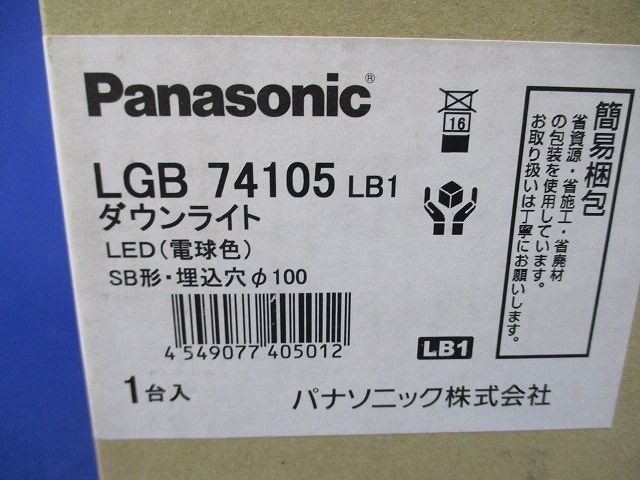 Panasonic®
16
LGB 74105 LB1
ダウンライト
LED(電球色)
SB形・埋込穴φ100
4 549077 405012
LB1
1台入
パナソニック株式会社
簡易梱包
省資源・省施工・省廃材
の包装を使用しています。
お取り扱いは丁寧にお願いします。